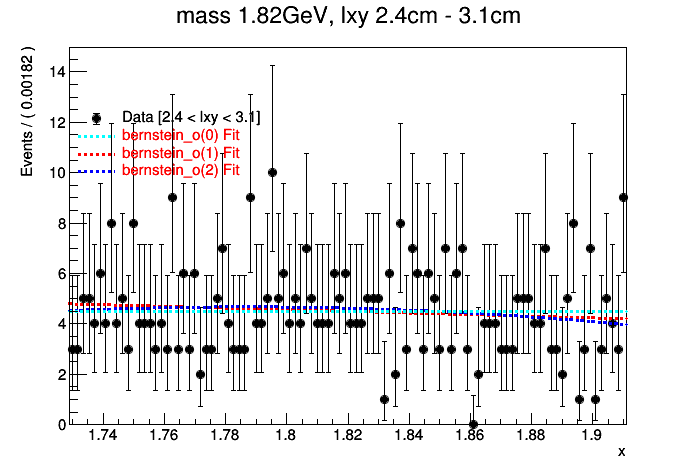 mass 1.82GeV, lxy 2.4cm - 3.1cm
Events / ( 0.00182 )
14
12
10
8
6
4
2
0
Data [2.4 < lxy < 3.1]
bernstein_o(0) Fit
bernstein_o(1) Fit
bernstein_o(2) Fit
1.74 1.76 1.78 1.8 1.82 1.84 1.86 1.88 1.9
x